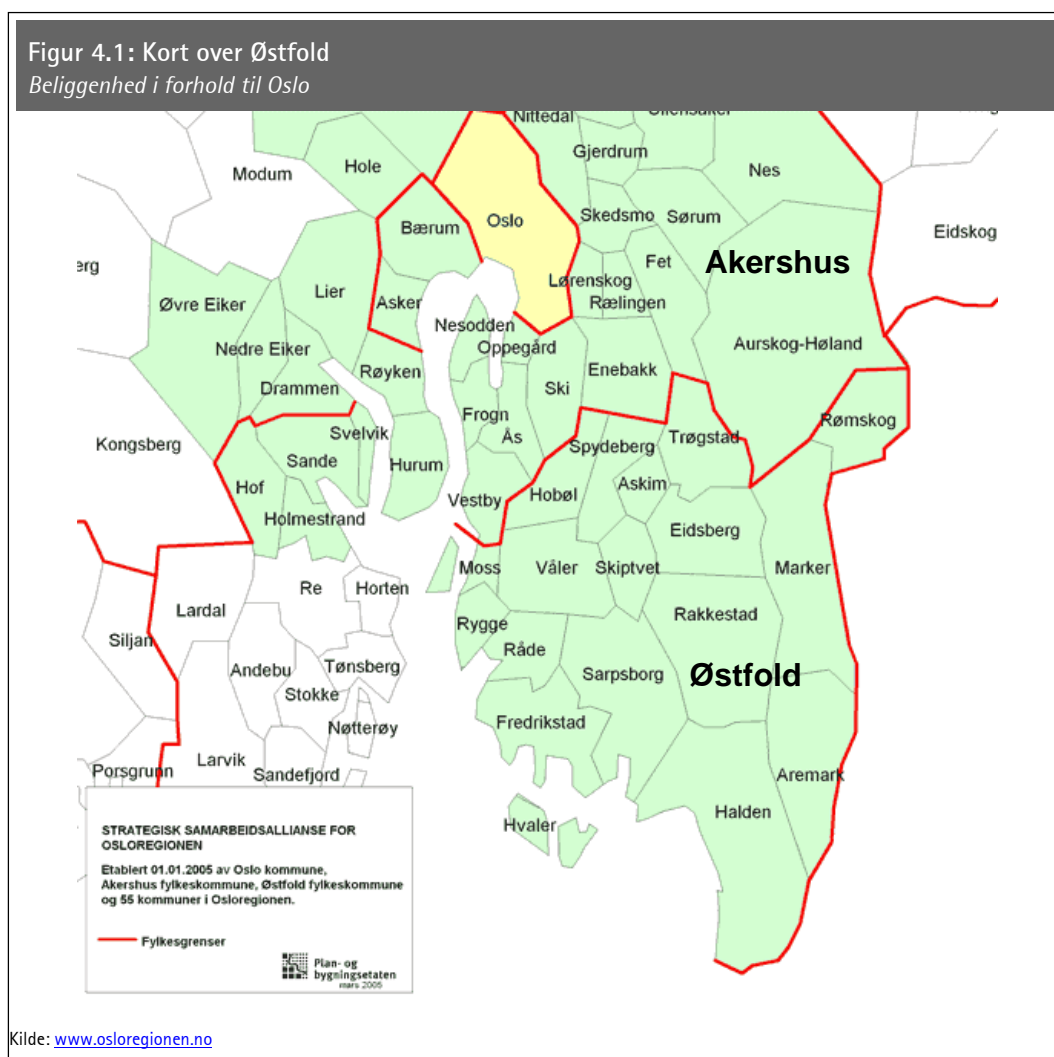 Figur 4.1: Kort over Østfold
Beliggenhed i forhold til Oslo
Nittedal
Ullensaker
Gjerdrum
Hole
Modum
Nes
Skedsmo
Sørum
Bærum
Oslo
Eidskog
Fet
Akershus
erg
Lørenskog
Rælingen
Lier
Øvre Eiker
Asker
Nesodden
Nedre Eiker
Oppegård
Aurskog-Høland
Røyken
Enebakk
Drammen
Ski
Frogn
Rømskog
Svelvik
Ås
Trøgstad
Kongsberg
Spydeberg
Sande
Hurum
Askim
Hof
Vestby
Hobøl
Holmestrand
Eidsberg
Moss
Våler
Skiptvet
Marker
Re
Horten
Lardal
Rakkestad
Rygge
Siljan
Råde
Tønsberg
Andebu
Sarpsborg
Østfold
Stokke
Fredrikstad
Nøtterøy
Larvik
Porsgrunn
Sandefjord
Aremark
Halden
Hvaler
STRATEGISK SAMARBEIDSALLIANSE FOR
OSLOREGIONEN
Etablert 01.01.2005 av Oslo kommune,
Akershus fylkeskommune, Østfold fylkeskommune
og 55 kommuner i Osloregionen.
Fylkesgrenser
Plan- og
bygningsetaten
mars 2005
Kilde: www.osloregionen.no